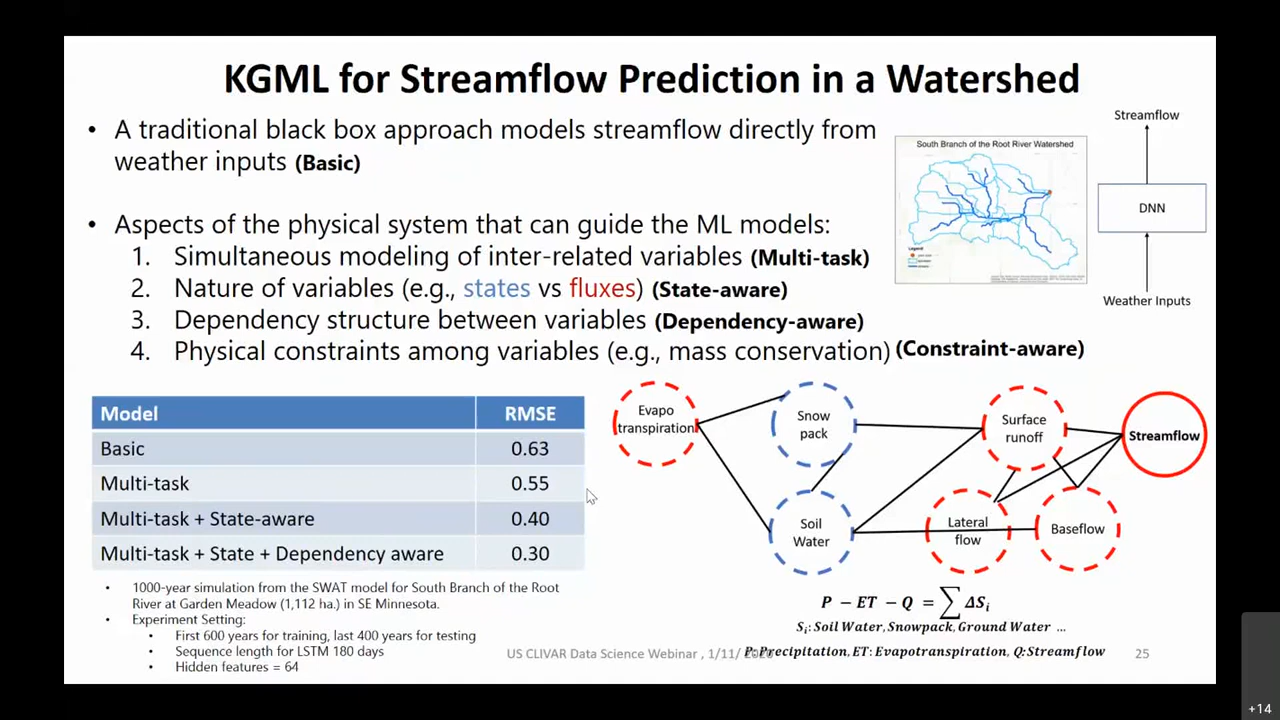 KGML for Streamflow Prediction in a Watershed
• A traditional black box approach models streamflow directly from
weather inputs (Basic)
• Aspects of the physical system that can guide the ML models:
1. Simultaneous modeling of inter-related variables (Multi-task)
2. Nature of variables (e.g., states vs fluxes) (State-aware)
3. Dependency structure between variables (Dependency-aware)
4. Physical constraints among variables (e.g., mass conservation) (Constraint-aware)
South Branch of the Root River Watershed
Legend
Streamflow
DNN
Weather Inputs
Model RMSE
Basic 0.63
Multi-task 0.55
Multi-task + State-aware 0.40
Multi-task + State + Dependency aware 0.30
• 1000-year simulation from the SWAT model for South Branch of the Root
River at Garden Meadow (1,112 ha.) in SE Minnesota.
• Experiment Setting:
• First 600 years for training, last 400 years for testing
• Sequence length for LSTM 180 days
• Hidden features = 64
Evapo
transpiration
Snow
pack
Soil
Water
Surface
runoff
Lateral
flow
Baseflow
Streamflow
P − ET − Q = ∑ ΔSᵢ
Sᵢ: Soil Water, Snowpack, Ground Water ...
P: Precipitation, ET: Evapotranspiration, Q: Streamflow
US CLIVAR Data Science Webinar , 1/11/
25
+14